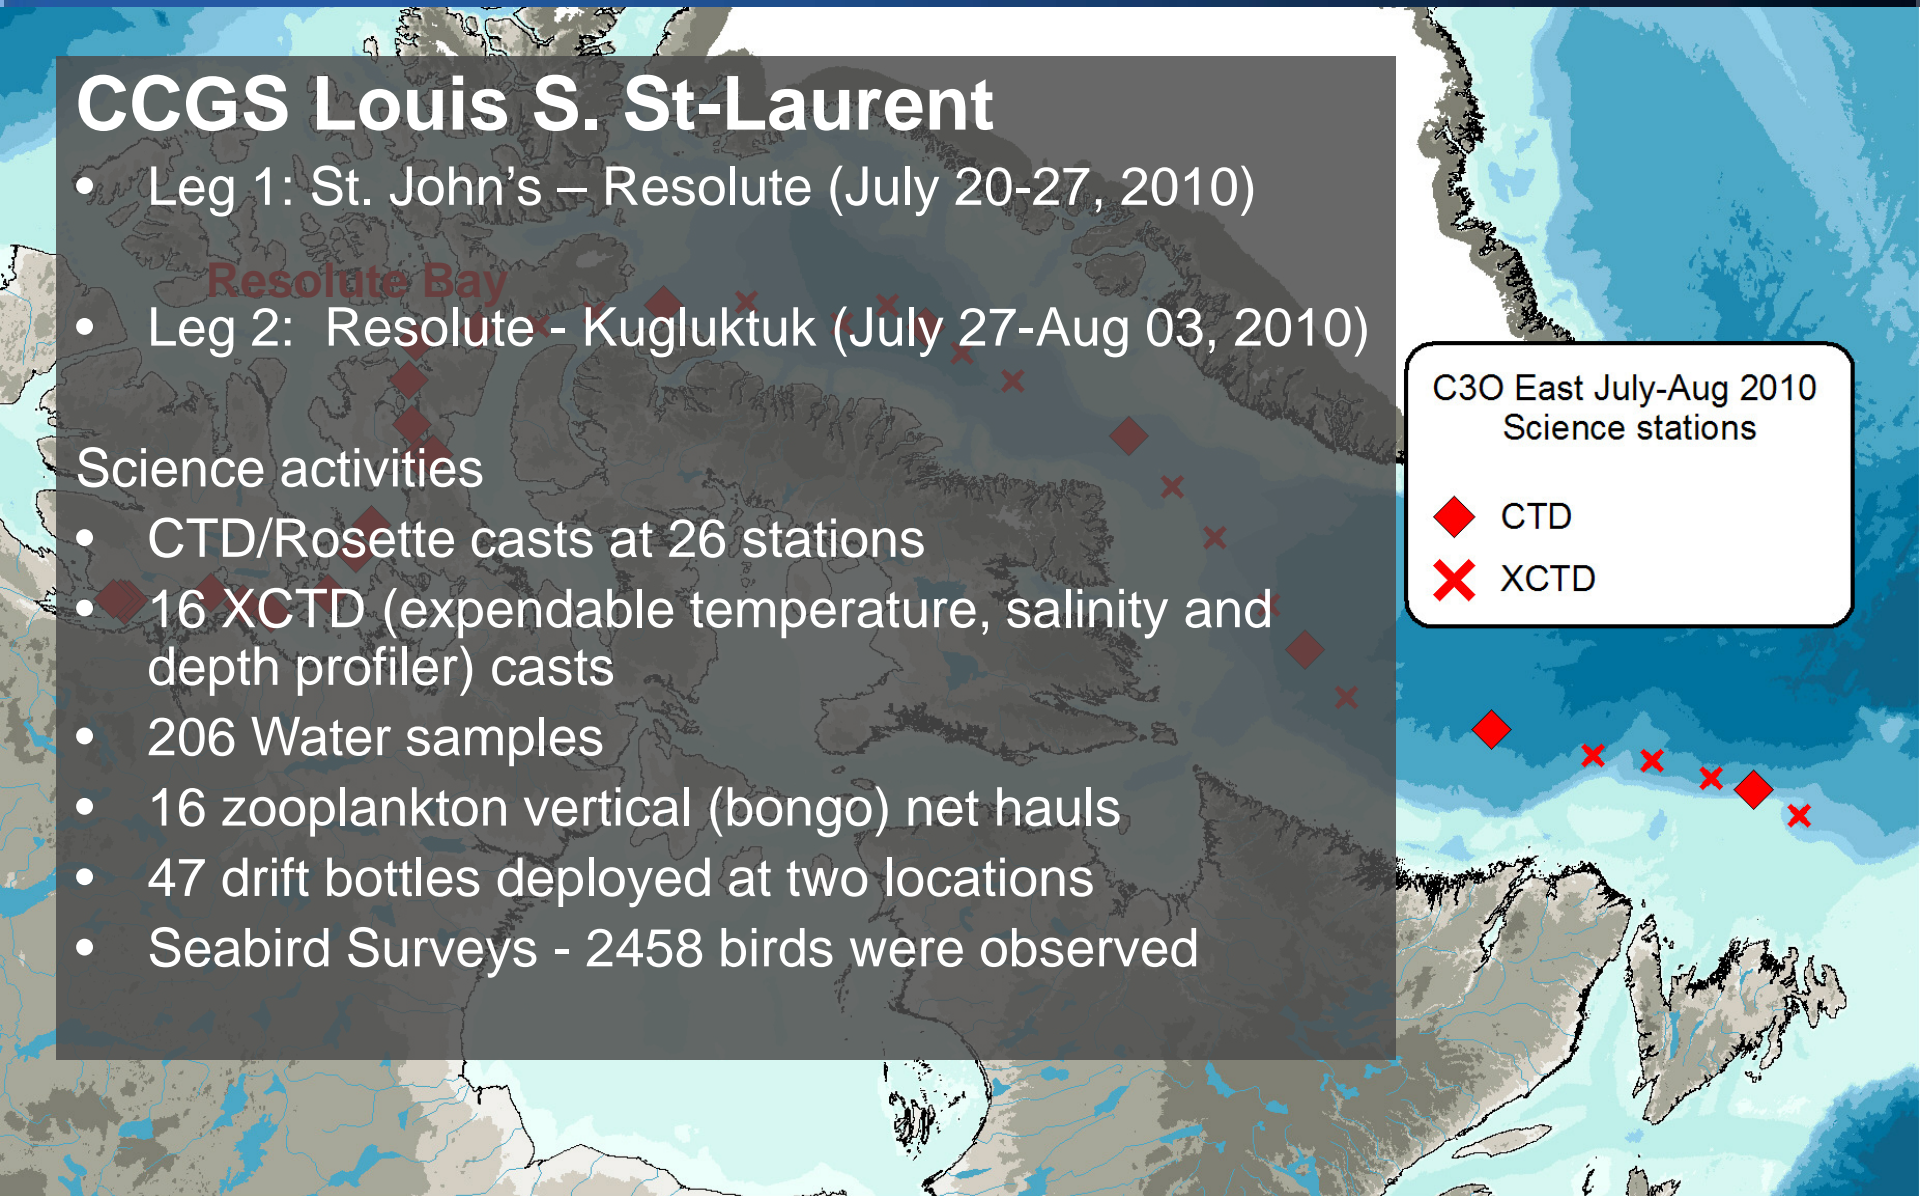 CCGS Louis S. St-Laurent
• Leg 1: St. John’s – Resolute (July 20-27, 2010)
Resolute Bay
• Leg 2:  Resolute - Kugluktuk (July 27-Aug 03, 2010)
Science activities
• CTD/Rosette casts at 26 stations
• 16 XCTD (expendable temperature, salinity and
depth profiler) casts
• 206 Water samples
• 16 zooplankton vertical (bongo) net hauls
• 47 drift bottles deployed at two locations
• Seabird Surveys - 2458 birds were observed
C3O East July-Aug 2010
Science stations
CTD
XCTD